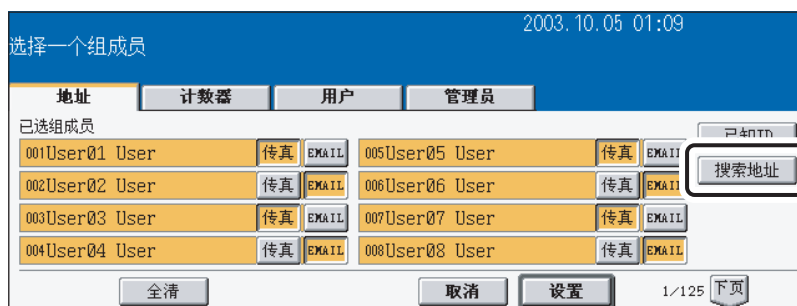 2003.10.05 01:09
选择一个组成员
地址 计数器 用户 管理员
已选组成员
已知ID
001User01 User 传真 EMAIL 005User05 User 传真 EMAIL
搜索地址
002User02 User 传真 EMAIL 006User06 User 传真 EMAIL
003User03 User 传真 EMAIL 007User07 User 传真 EMAIL
004User04 User 传真 EMAIL 008User08 User 传真 EMAIL
全清 取消 设置 1/125 下页